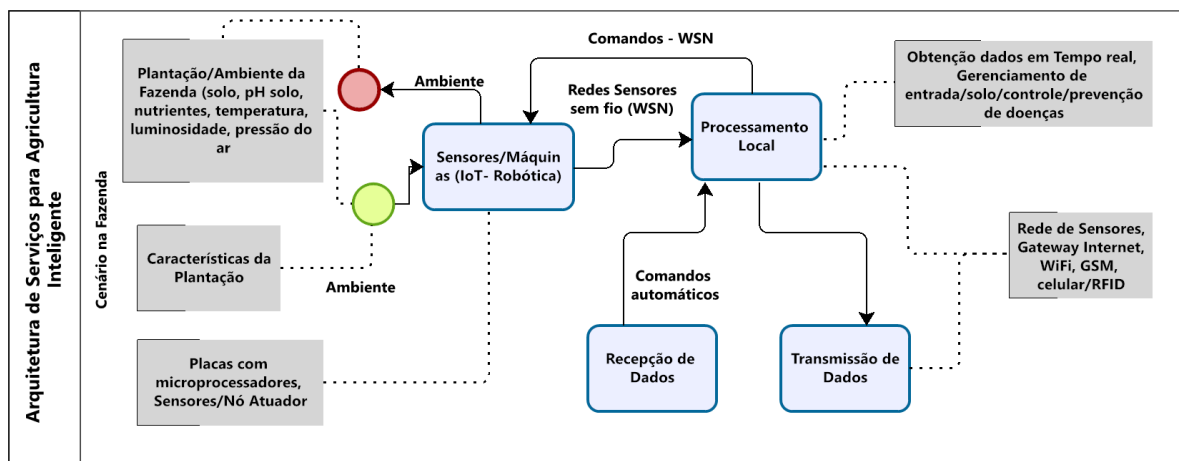 Arquitetura de Serviços para Agricultura
Inteligente
Cenário na Fazenda
Plantação/Ambiente da
Fazenda (solo, pH solo,
nutrientes, temperatura,
luminosidade, pressão do
ar
Características da
Plantação
Placas com
microprocessadores,
Sensores/Nó Atuador
Ambiente
Ambiente
Sensores/Máquin
as (IoT- Robótica)
Comandos - WSN
Redes Sensores
sem fio (WSN)
Processamento
Local
Comandos
automáticos
Recepção de
Dados
Transmissão de
Dados
Obtenção dados em Tempo real,
Gerenciamento de
entrada/solo/controle/prevenção
de doenças
Rede de Sensores,
Gateway Internet,
WiFi, GSM,
celular/RFID